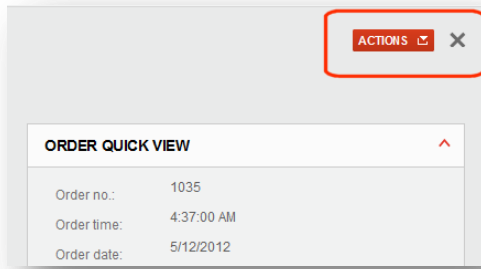 ACTIONS
ORDER QUICK VIEW
Order no.: 1035
Order time: 4:37:00 AM
Order date: 5/12/2012